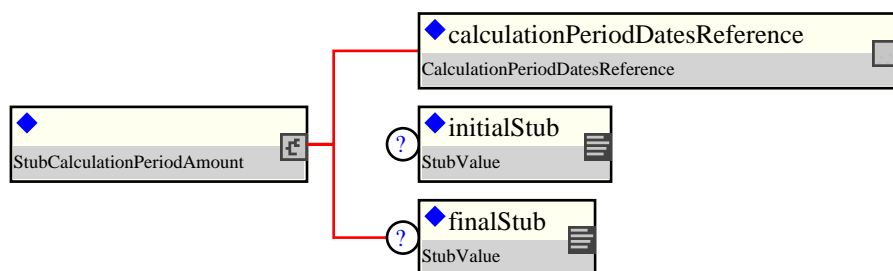 calculationPeriodDatesReference
CalculationPeriodDatesReference
StubCalculationPeriodAmount
? initialStub
StubValue
? finalStub
StubValue